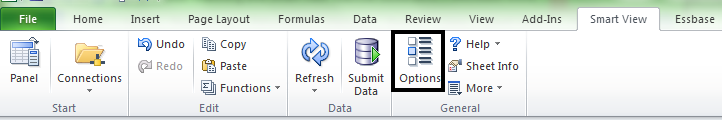 File Home Insert Page Layout Formulas Data Review View Add-Ins Smart View Essbase
Panel
Connections
Start
Undo
Redo
Copy
Paste
Functions
Edit
Refresh
Submit
Data
Data
Options
Help
Sheet Info
More
General